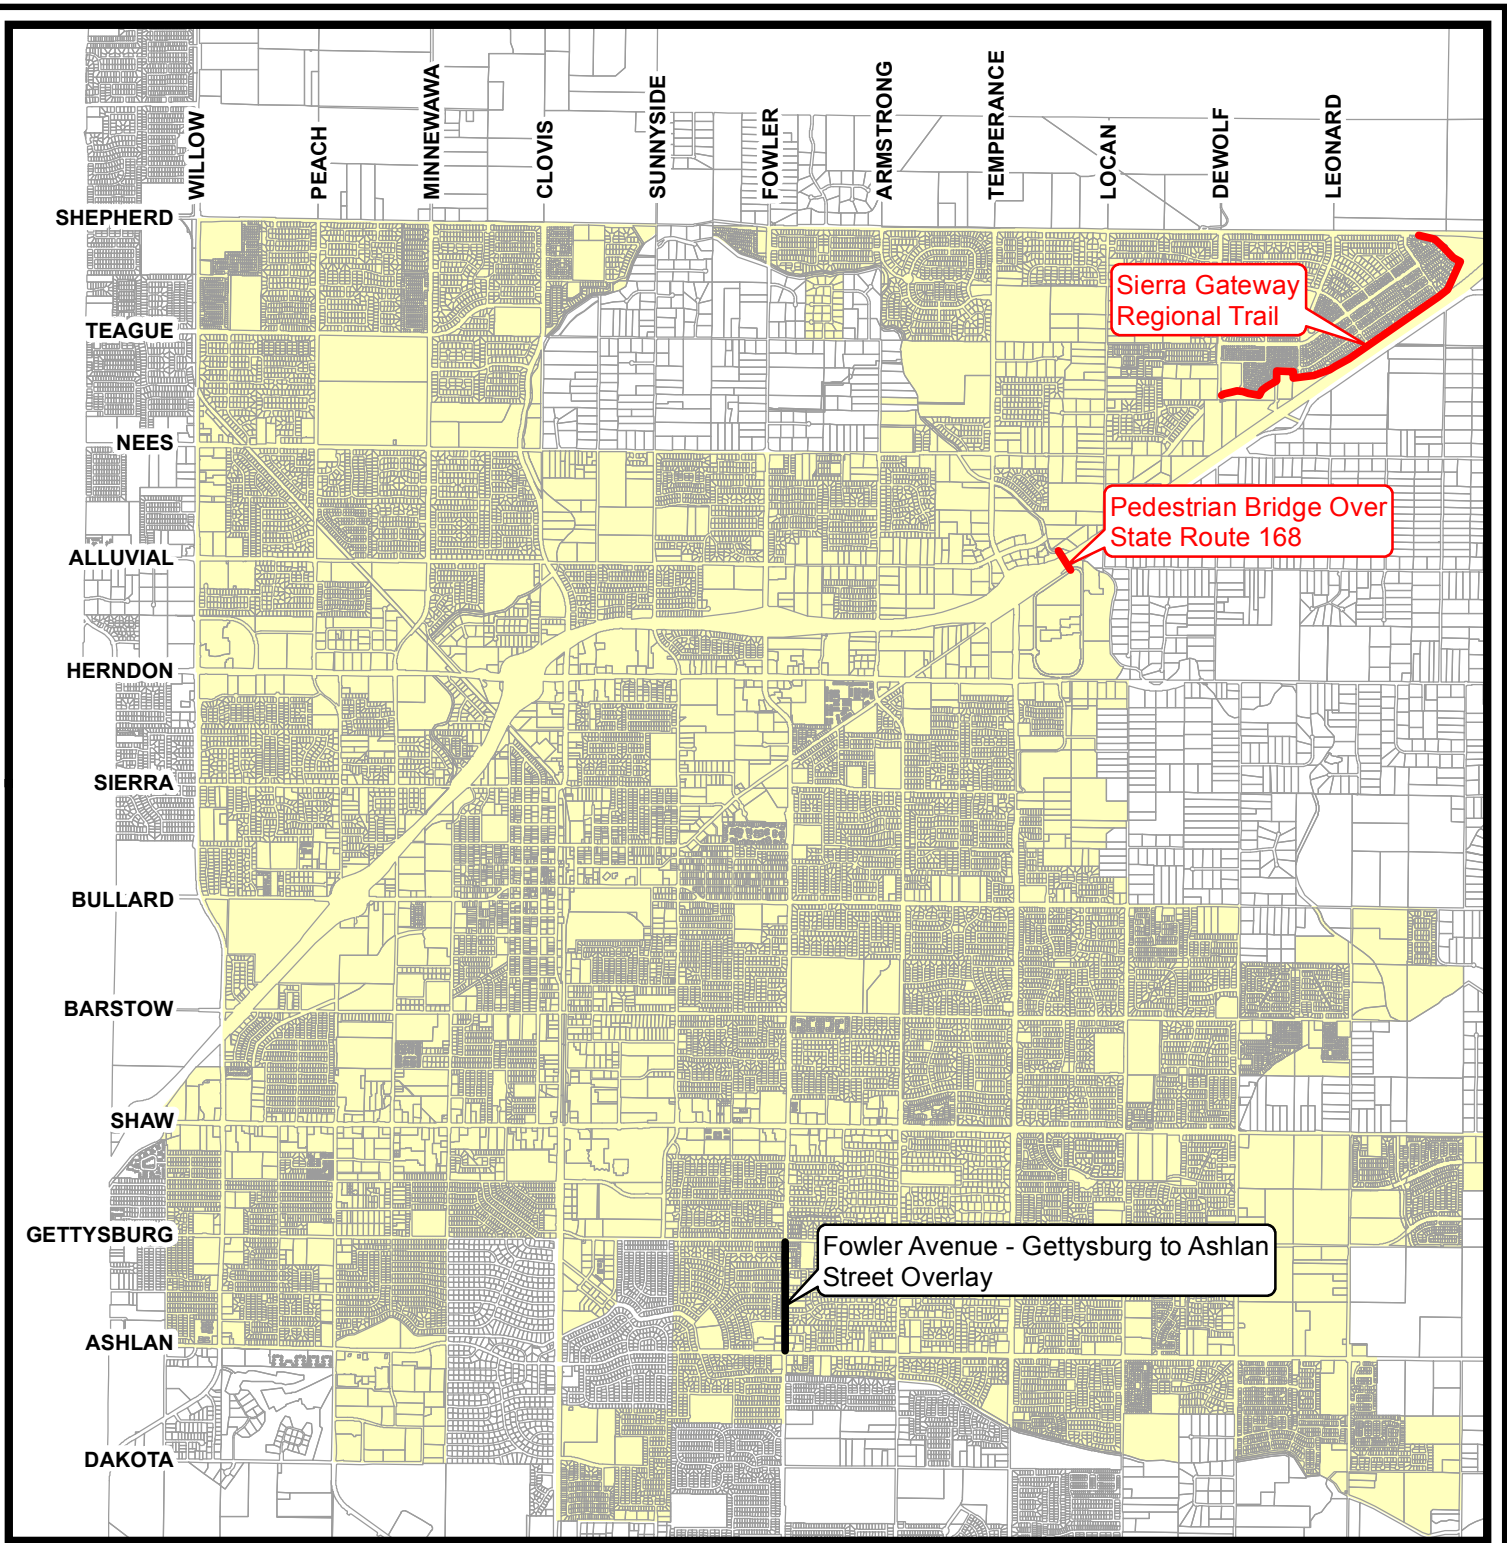 WILLOW
PEACH
MINNEWAWA
CLOVIS
SUNNYSIDE
FOWLER
ARMSTRONG
TEMPERANCE
LOCAN
DEWOLF
LEONARD
SHEPHERD
Sierra Gateway
Regional Trail
TEAGUE
NEES
Pedestrian Bridge Over
State Route 168
ALLUVIAL
HERNDON
SIERRA
BULLARD
BARSTOW
SHAW
GETTYSBURG
Fowler Avenue - Gettysburg to Ashlan
Street Overlay
ASHLAN
DAKOTA